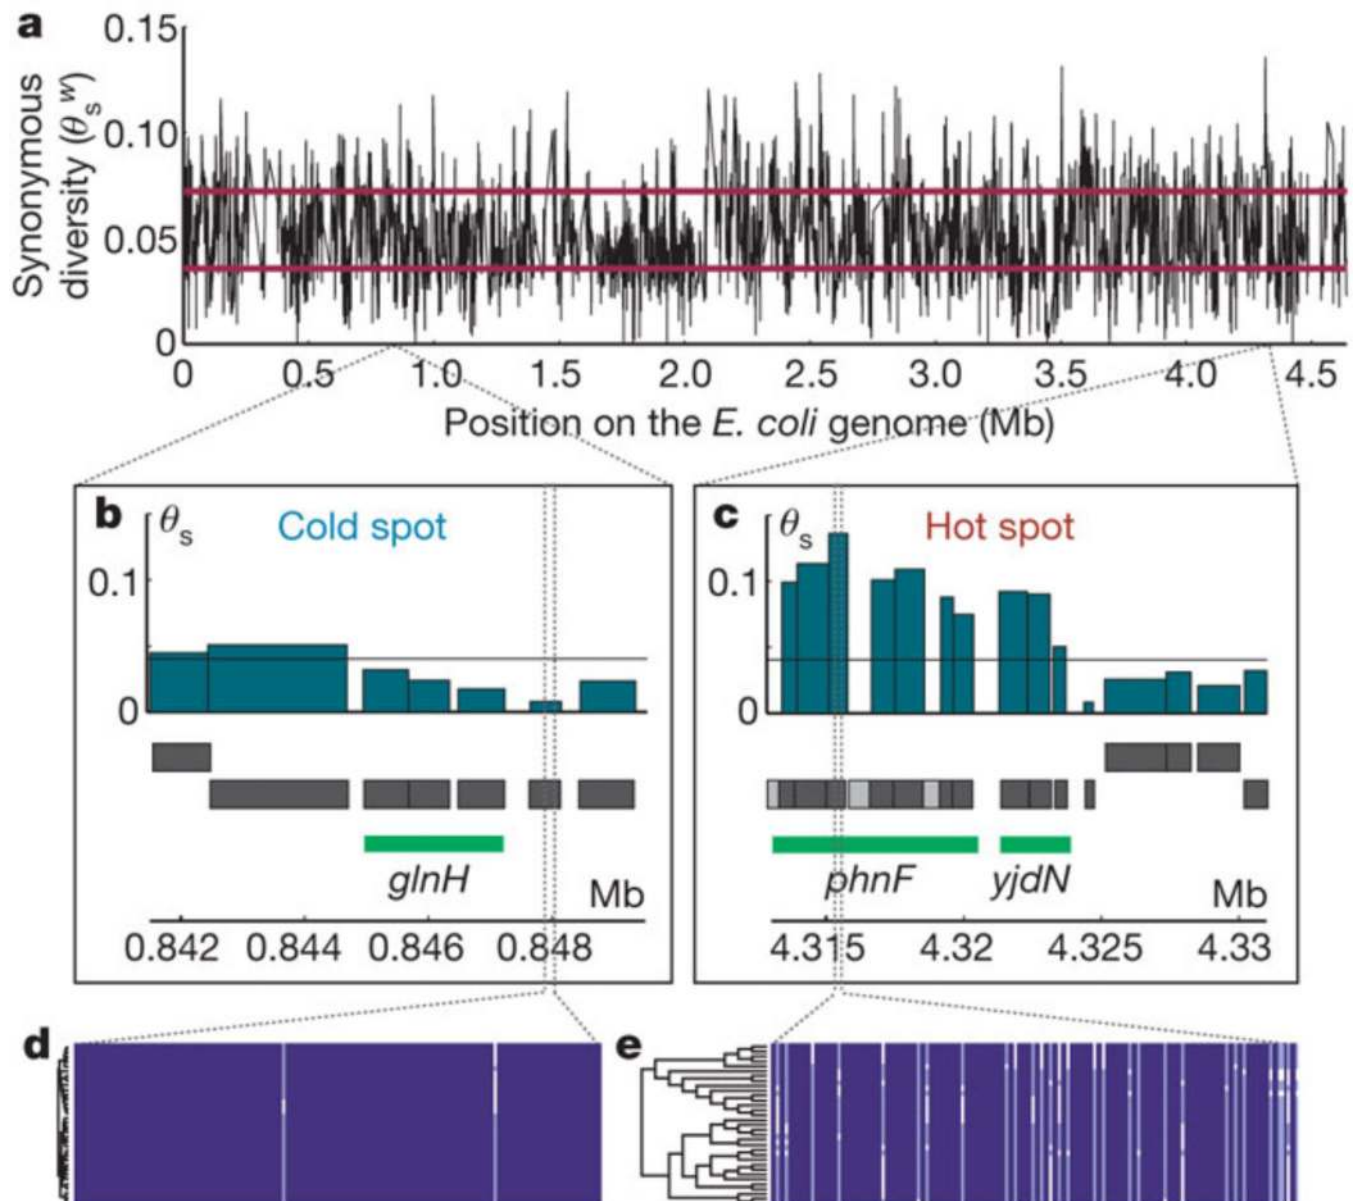 a
Synonymous
diversity (θsʷ)
0.15
0.10
0.05
0
0 0.5 1.0 1.5 2.0 2.5 3.0 3.5 4.0 4.5
Position on the E. coli genome (Mb)
b
θs
Cold spot
0.1
0
glnH
Mb
0.842 0.844 0.846 0.848
c
θs
Hot spot
0.1
0
phnF yjdN
Mb
4.315 4.32 4.325 4.33
d
e